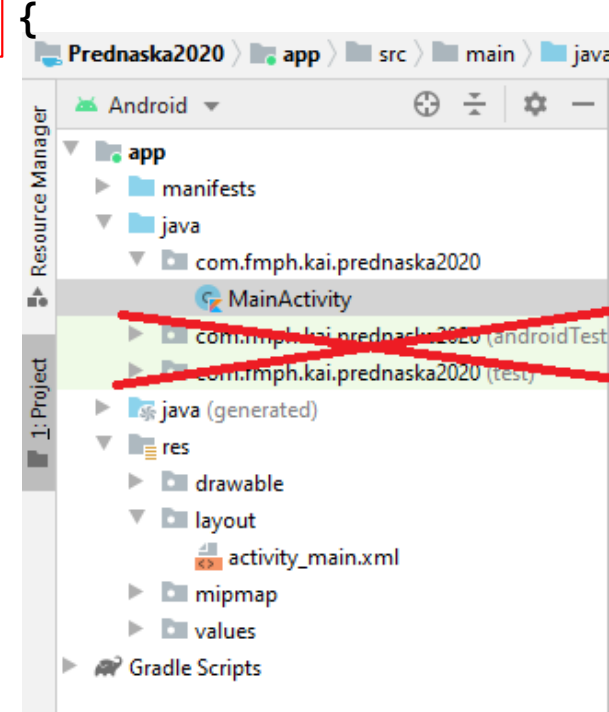 {
Prednaska2020 app src main java
Resource Manager
1: Project
Android
app
manifests
java
com.fmph.kai.prednaska2020
MainActivity
com.fmph.kai.prednaska2020 (androidTest
com.fmph.kai.prednaska2020 (test)
java (generated)
res
drawable
layout
activity_main.xml
mipmap
values
Gradle Scripts